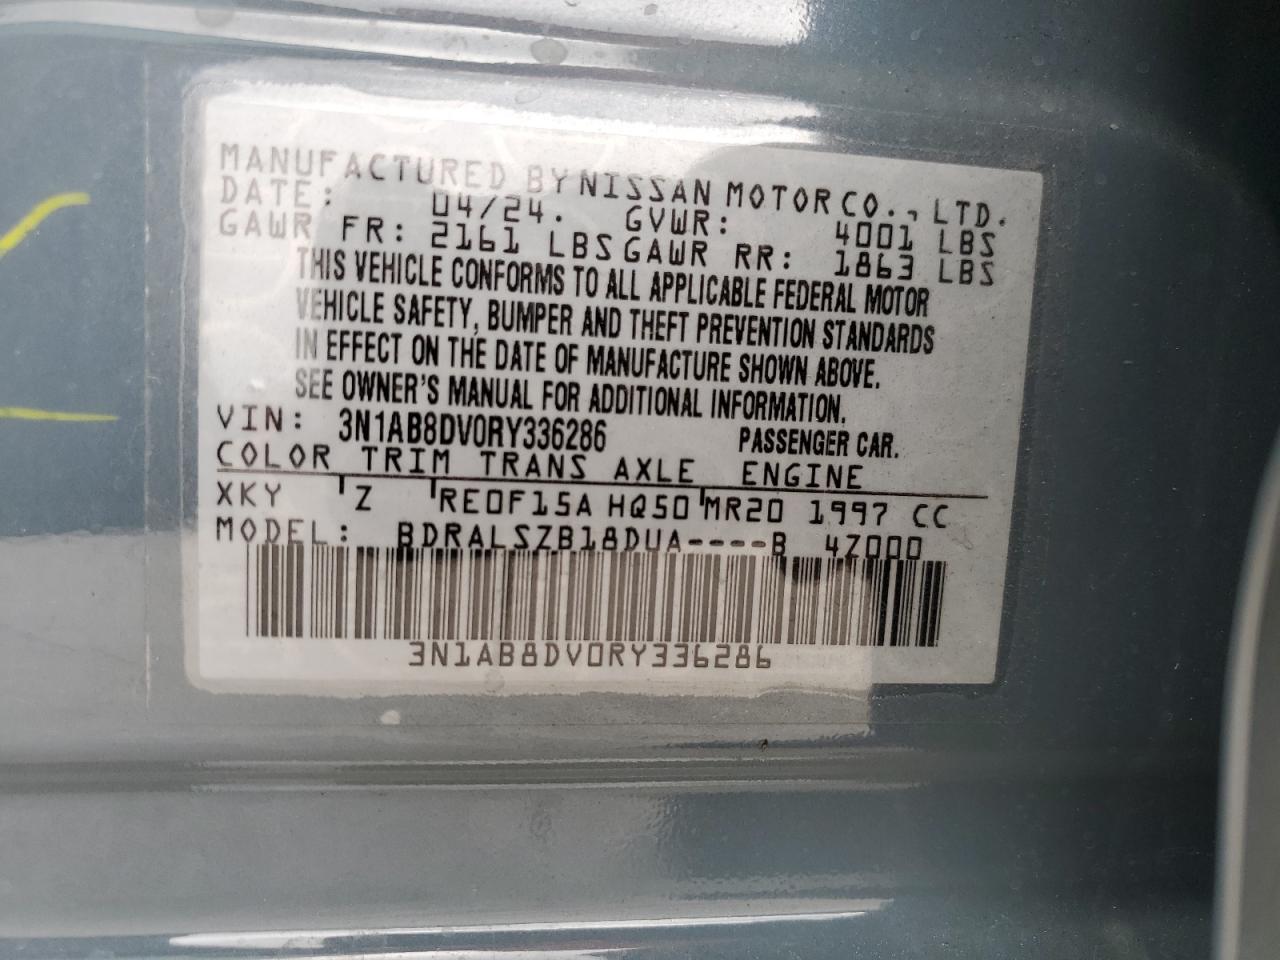 MANUFACTURED BY NISSAN MOTOR CO., LTD.
DATE: 04/24. GVWR: 4001 LBS
GAWR FR: 2161 LBS GAWR RR: 1863 LBS
THIS VEHICLE CONFORMS TO ALL APPLICABLE FEDERAL MOTOR
VEHICLE SAFETY, BUMPER AND THEFT PREVENTION STANDARDS
IN EFFECT ON THE DATE OF MANUFACTURE SHOWN ABOVE.
SEE OWNER'S MANUAL FOR ADDITIONAL INFORMATION.
VIN: 3N1AB8DV0RY336286 PASSENGER CAR.
COLOR TRIM TRANS AXLE ENGINE
XKY 'Z 'RE0F15A HQ50'MR20 1997 CC
MODEL: BDRALSZB18DUA----B 4Z000
3N1AB8DV0RY336286